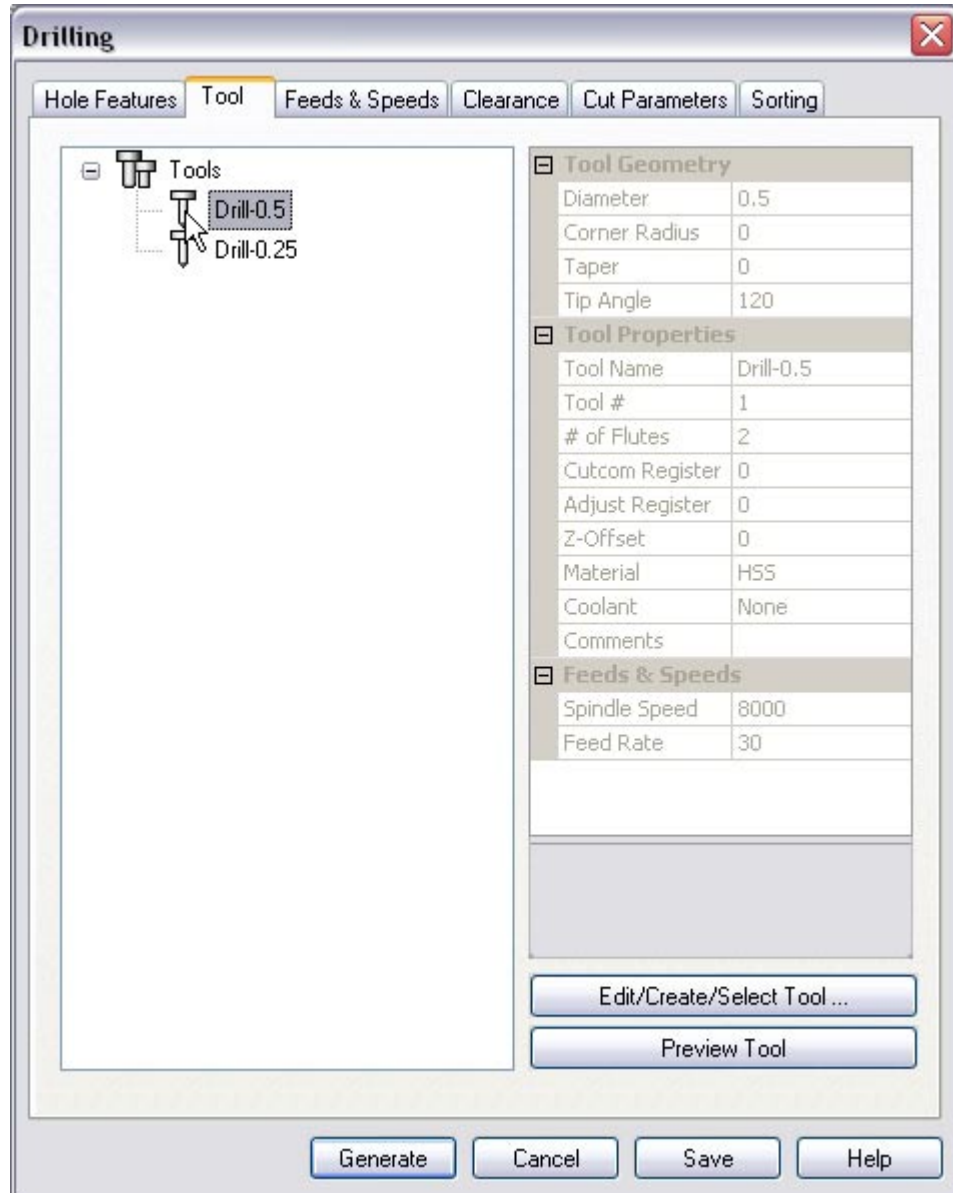 Drilling
Hole Features Tool Feeds & Speeds Clearance Cut Parameters Sorting
Tools
Drill-0.5
Drill-0.25
Tool Geometry
Diameter 0.5
Corner Radius 0
Taper 0
Tip Angle 120
Tool Properties
Tool Name Drill-0.5
Tool # 1
# of Flutes 2
Cutcom Register 0
Adjust Register 0
Z-Offset 0
Material HSS
Coolant None
Comments
Feeds & Speeds
Spindle Speed 8000
Feed Rate 30
Edit/Create/Select Tool ...
Preview Tool
Generate Cancel Save Help